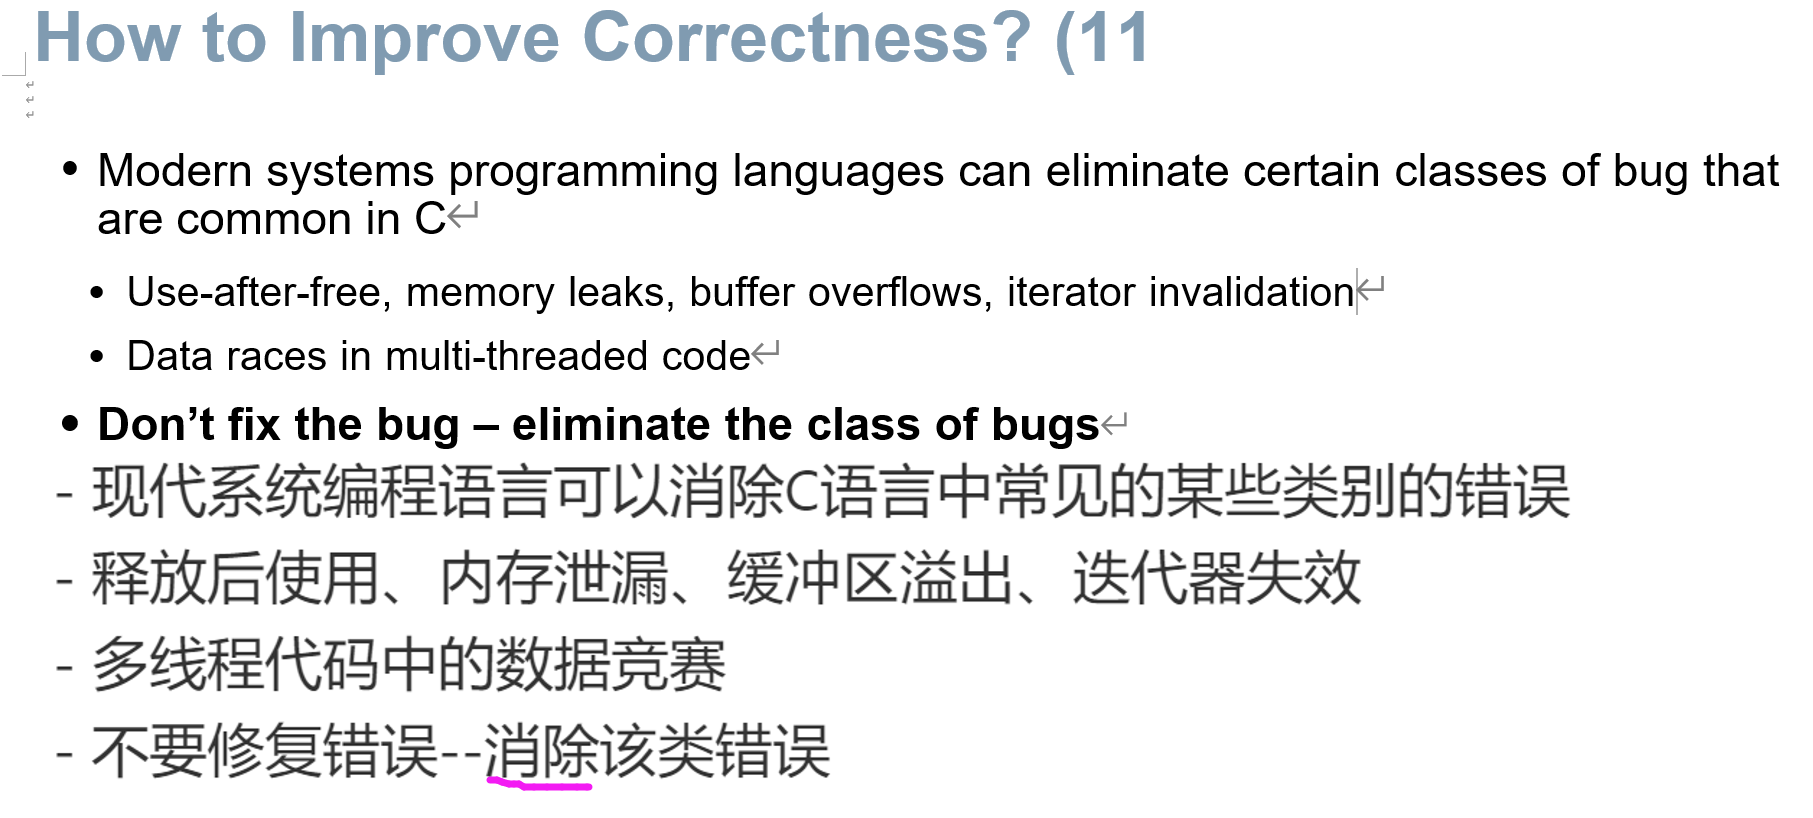 How to Improve Correctness? (11
• Modern systems programming languages can eliminate certain classes of bug that
are common in C
• Use-after-free, memory leaks, buffer overflows, iterator invalidation
• Data races in multi-threaded code
• Don’t fix the bug – eliminate the class of bugs
- 现代系统编程语言可以消除C语言中常见的某些类别的错误
- 释放后使用、内存泄漏、缓冲区溢出、迭代器失效
- 多线程代码中的数据竞赛
- 不要修复错误--消除该类错误